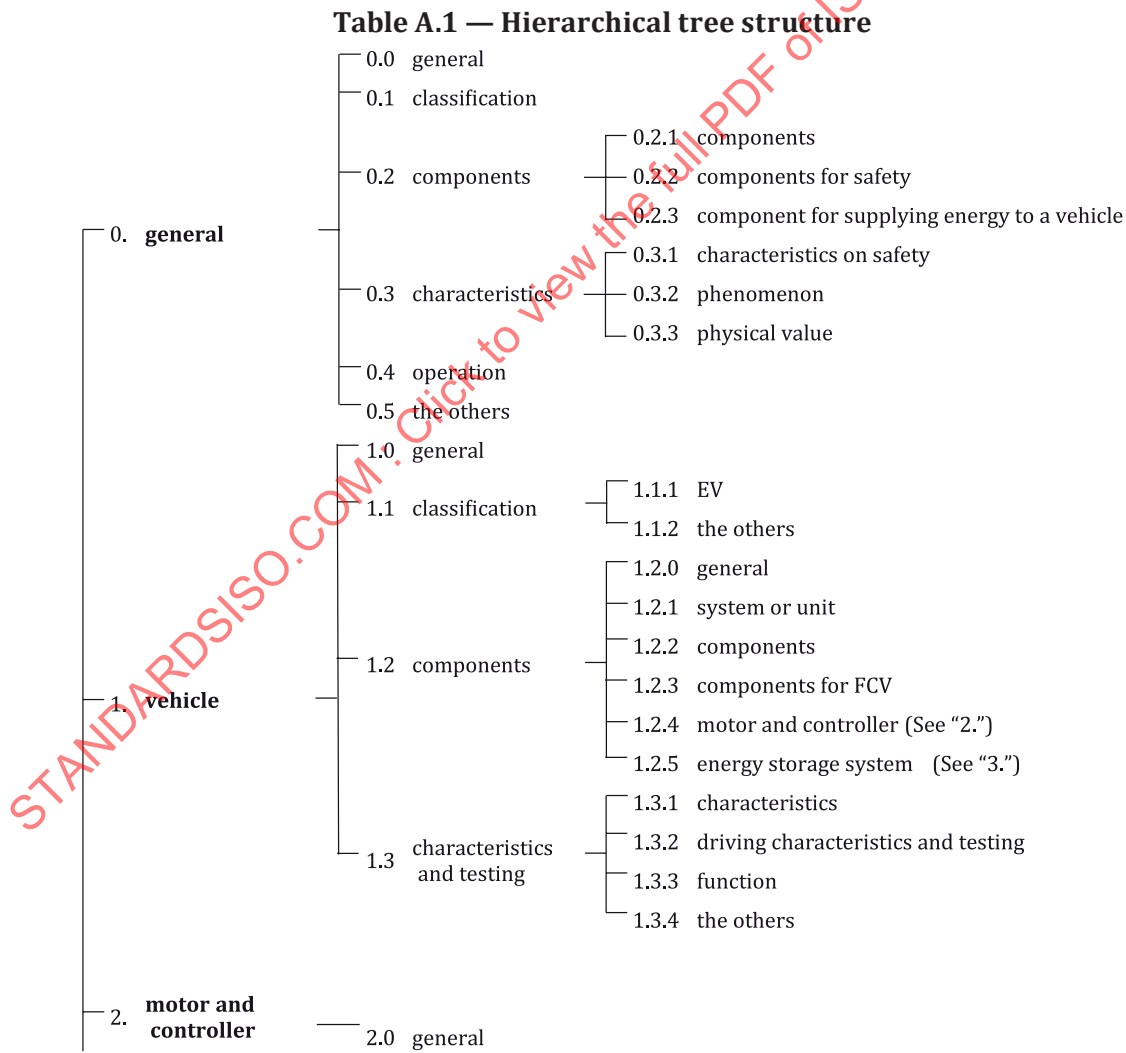 Table A.1 — Hierarchical tree structure
0.0 general
0.1 classification
0.2.1 components
0.2 components
0.2.2 components for safety
0.2.3 component for supplying energy to a vehicle
0. general
0.3.1 characteristics on safety
0.3 characteristics
0.3.2 phenomenon
0.3.3 physical value
0.4 operation
0.5 the others
1.0 general
1.1.1 EV
1.1 classification
1.1.2 the others
1.2.0 general
1.2.1 system or unit
1.2.2 components
1.2 components
1.2.3 components for FCV
1. vehicle
1.2.4 motor and controller (See “2.”)
1.2.5 energy storage system (See “3.”)
1.3.1 characteristics
1.3 characteristics
and testing
1.3.2 driving characteristics and testing
1.3.3 function
1.3.4 the others
2. motor and
controller
2.0 general
STANDARDSISO.COM : Click to view the full PDF of IS